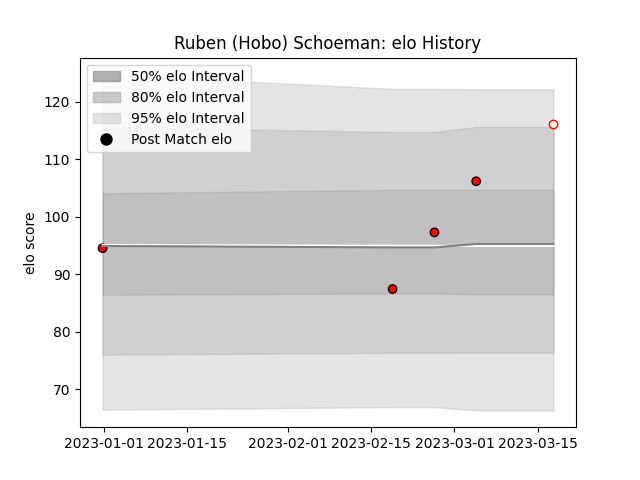 Ruben (Hobo) Schoeman: elo History
50% elo Interval
80% elo Interval
95% elo Interval
Post Match elo
elo score
120
110
100
90
80
70
2023-01-01 2023-01-15 2023-02-01 2023-02-15 2023-03-01 2023-03-15